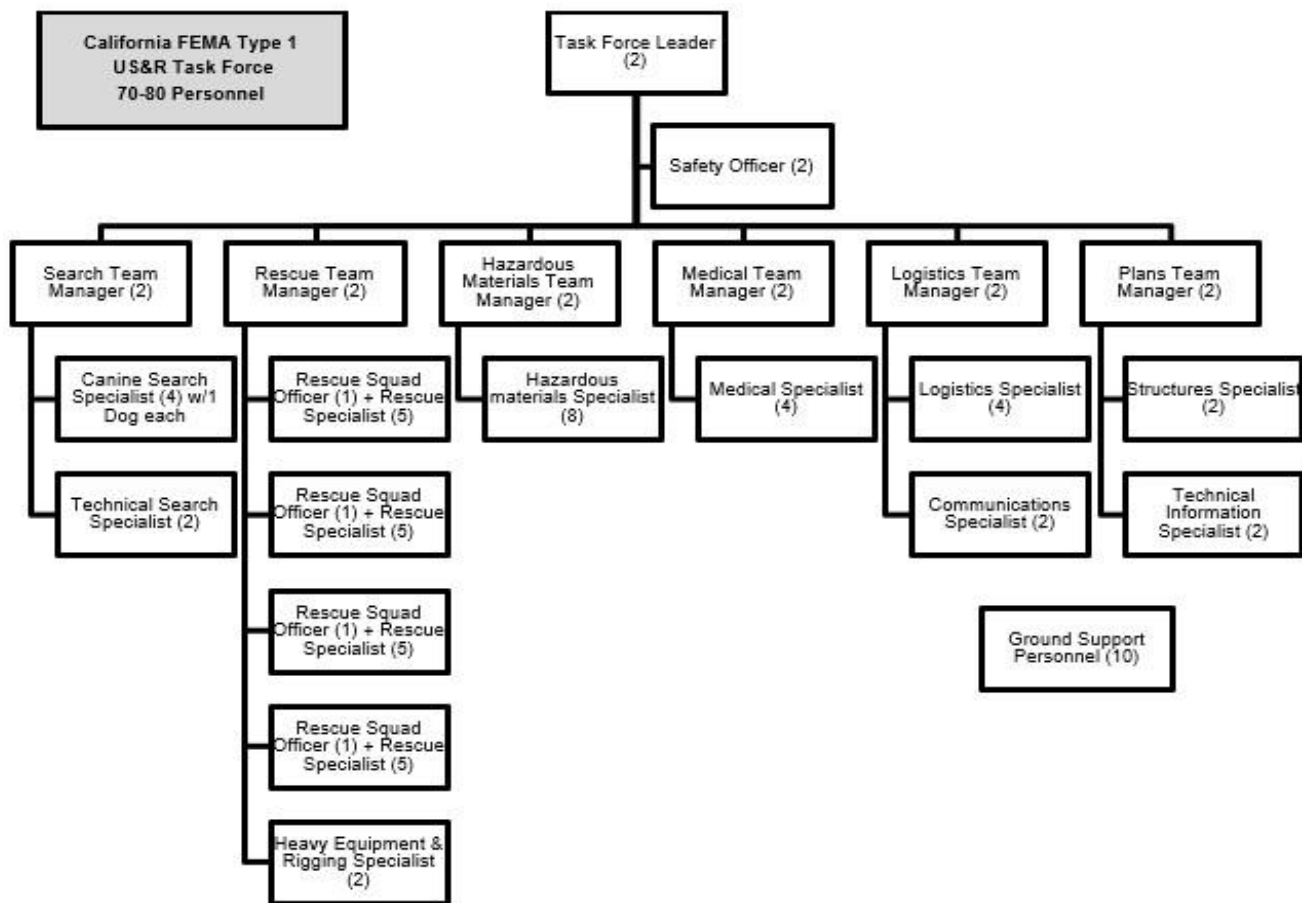 California FEMA Type 1
US&R Task Force
70-80 Personnel
Task Force Leader
(2)
Safety Officer (2)
Search Team
Manager (2)
Rescue Team
Manager (2)
Hazardous
Materials Team
Manager (2)
Medical Team
Manager (2)
Logistics Team
Manager (2)
Plans Team
Manager (2)
Canine Search
Specialist (4) w/1
Dog each
Rescue Squad
Officer (1) + Rescue
Specialist (5)
Hazardous
materials Specialist
(8)
Medical Specialist
(4)
Logistics Specialist
(4)
Structures Specialist
(2)
Technical Search
Specialist (2)
Rescue Squad
Officer (1) + Rescue
Specialist (5)
Communications
Specialist (2)
Technical
Information
Specialist (2)
Rescue Squad
Officer (1) + Rescue
Specialist (5)
Ground Support
Personnel (10)
Rescue Squad
Officer (1) + Rescue
Specialist (5)
Heavy Equipment &
Rigging Specialist
(2)